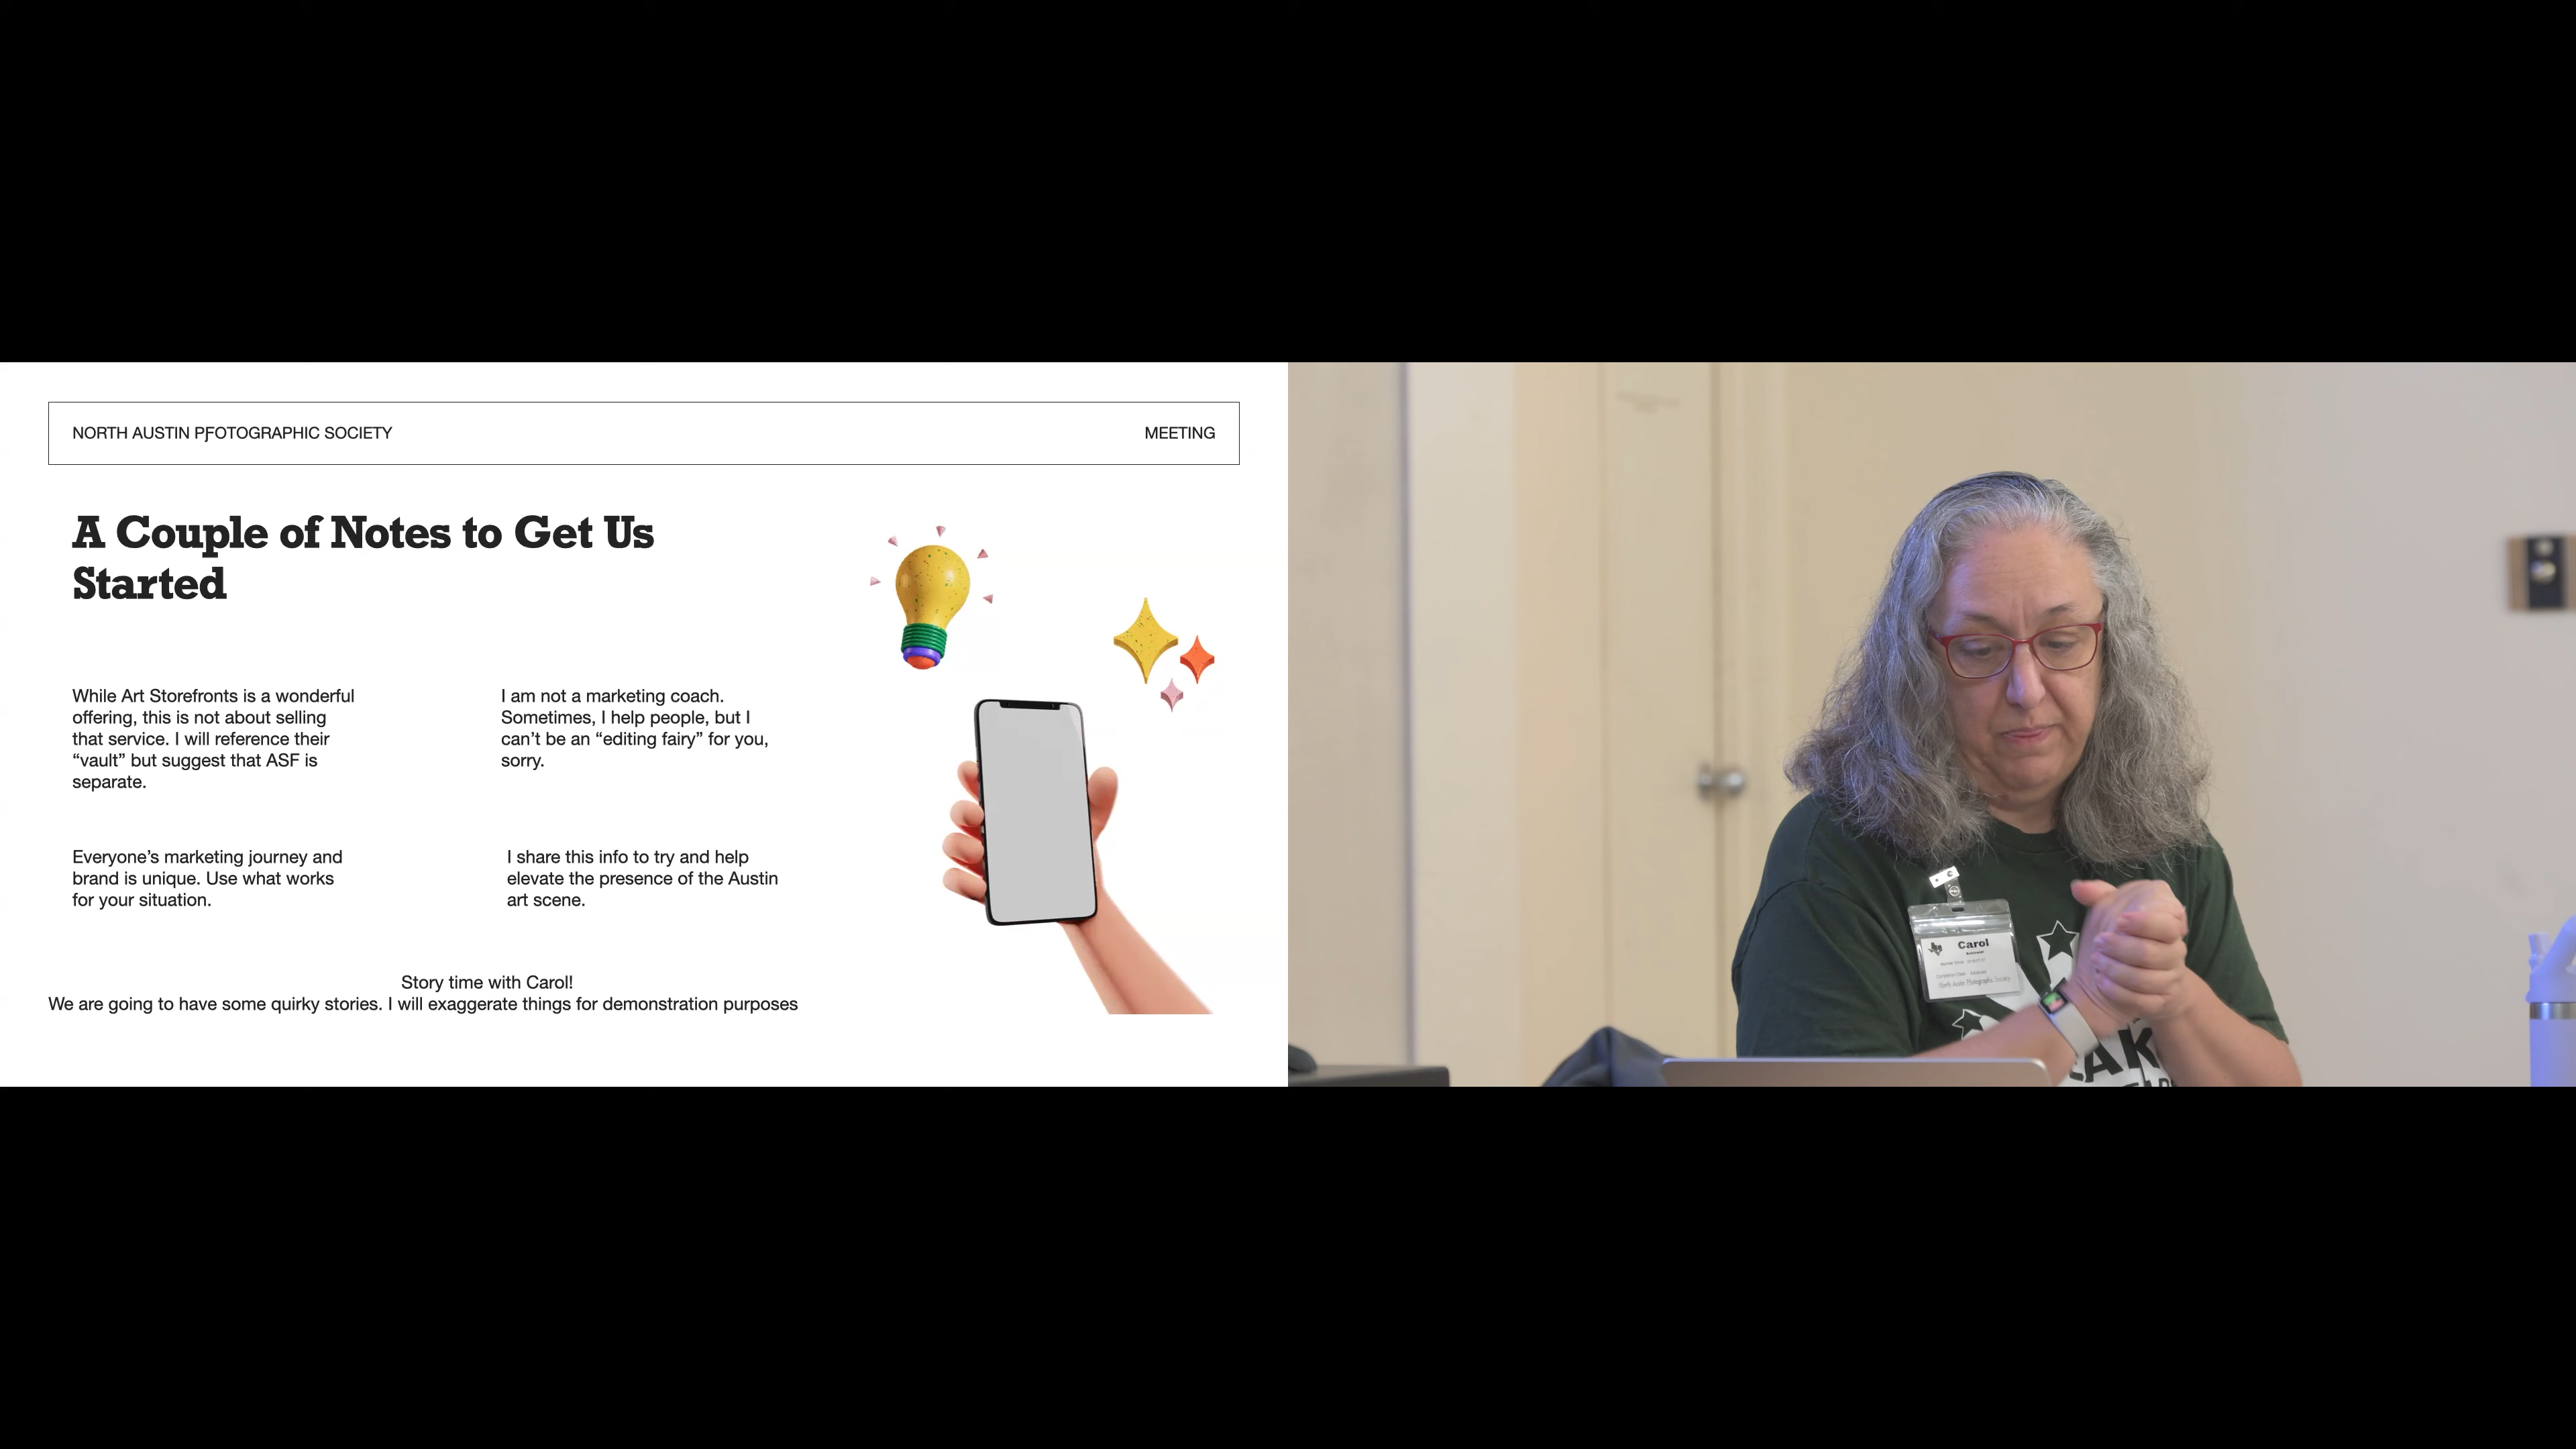 NORTH AUSTIN PƑOTOGRAPHIC SOCIETY
MEETING
A Couple of Notes to Get Us
Started
While Art Storefronts is a wonderful
offering, this is not about selling
that service. I will reference their
“vault” but suggest that ASF is
separate.
I am not a marketing coach.
Sometimes, I help people, but I
can’t be an “editing fairy” for you,
sorry.
Everyone’s marketing journey and
brand is unique. Use what works
for your situation.
I share this info to try and help
elevate the presence of the Austin
art scene.
Story time with Carol!
We are going to have some quirky stories. I will exaggerate things for demonstration purposes
Carol
North Austin Photographic Society